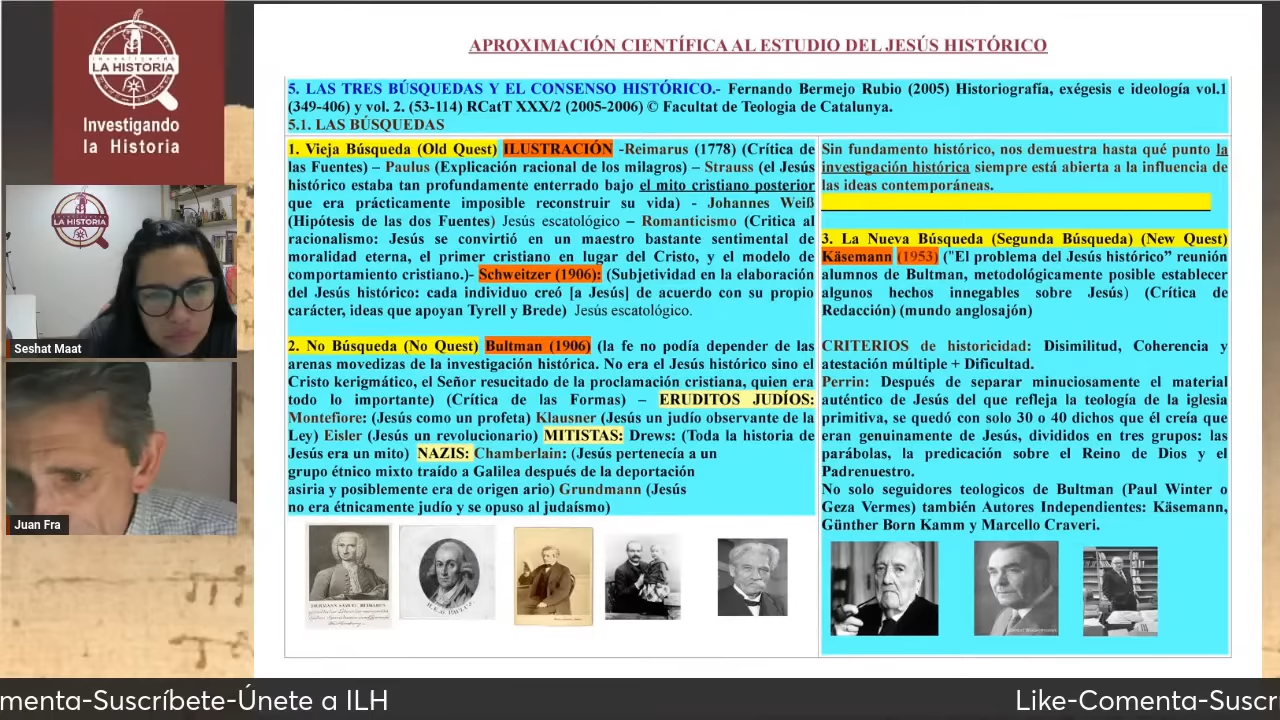 LA HISTORIA
Investigando
la Historia
LA HISTORIA
Seshat Maat
Juan Fra
APROXIMACIÓN CIENTÍFICA AL ESTUDIO DEL JESÚS HISTÓRICO
5. LAS TRES BÚSQUEDAS Y EL CONSENSO HISTÓRICO.- Fernando Bermejo Rubio (2005) Historiografía, exégesis e ideología vol.1
(349-406) y vol. 2. (53-114) RCatT XXX/2 (2005-2006) © Facultat de Teologia de Catalunya.
5.1. LAS BÚSQUEDAS
1. Vieja Búsqueda (Old Quest) ILUSTRACIÓN -Reimarus (1778) (Crítica de
las Fuentes) – Paulus (Explicación racional de los milagros) – Strauss (el Jesús
histórico estaba tan profundamente enterrado bajo el mito cristiano posterior
que era prácticamente imposible reconstruir su vida) - Johannes Weiß
(Hipótesis de las dos Fuentes) Jesús escatológico – Romanticismo (Critica al
racionalismo: Jesús se convirtió en un maestro bastante sentimental de
moralidad eterna, el primer cristiano en lugar del Cristo, y el modelo de
comportamiento cristiano.)- Schweitzer (1906): (Subjetividad en la elaboración
del Jesús histórico: cada individuo creó [a Jesús] de acuerdo con su propio
carácter, ideas que apoyan Tyrell y Brede) Jesús escatológico.
2. No Búsqueda (No Quest) Bultman (1906) (la fe no podía depender de las
arenas movedizas de la investigación histórica. No era el Jesús histórico sino el
Cristo kerigmático, el Señor resucitado de la proclamación cristiana, quien era
todo lo importante) (Crítica de las Formas) – ERUDITOS JUDÍOS:
Montefiore: (Jesús como un profeta) Klausner (Jesús un judío observante de la
Ley) Eisler (Jesús un revolucionario) MITISTAS: Drews: (Toda la historia de
Jesús era un mito) NAZIS: Chamberlain: (Jesús pertenecía a un
grupo étnico mixto traído a Galilea después de la deportación
asiria y posiblemente era de origen ario) Grundmann (Jesús
no era étnicamente judío y se opuso al judaísmo)
HERMANN SAMUEL REIMARUS
Sin fundamento histórico, nos demuestra hasta qué punto la
investigación histórica siempre está abierta a la influencia de
las ideas contemporáneas.
3. La Nueva Búsqueda (Segunda Búsqueda) (New Quest)
Käsemann (1953) ("El problema del Jesús histórico” reunión
alumnos de Bultman, metodológicamente posible establecer
algunos hechos innegables sobre Jesús) (Crítica de
Redacción) (mundo anglosajón)
CRITERIOS de historicidad: Disimilitud, Coherencia y
atestación múltiple + Dificultad.
Perrin: Después de separar minuciosamente el material
auténtico de Jesús del que refleja la teología de la iglesia
primitiva, se quedó con solo 30 o 40 dichos que él creía que
eran genuinamente de Jesús, divididos en tres grupos: las
parábolas, la predicación sobre el Reino de Dios y el
Padrenuestro.
No solo seguidores teologicos de Bultman (Paul Winter o
Geza Vermes) también Autores Independientes: Käsemann,
Günther Born Kamm y Marcello Craveri.
menta-Suscríbete-Únete a ILH
Like-Comenta-Suscr